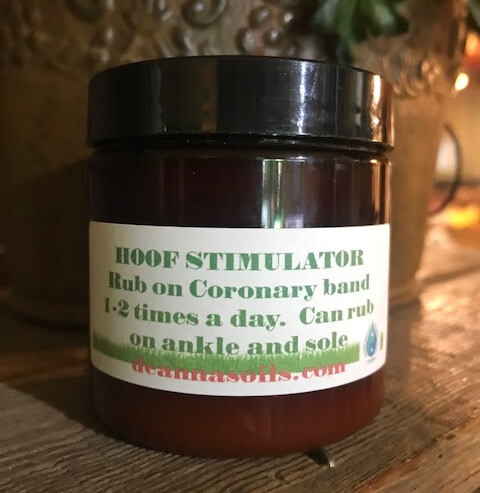 HOOF STIMULATOR
Rub on Coronary band
1-2 times a day. Can rub
on ankle and sole
deannasoils.com